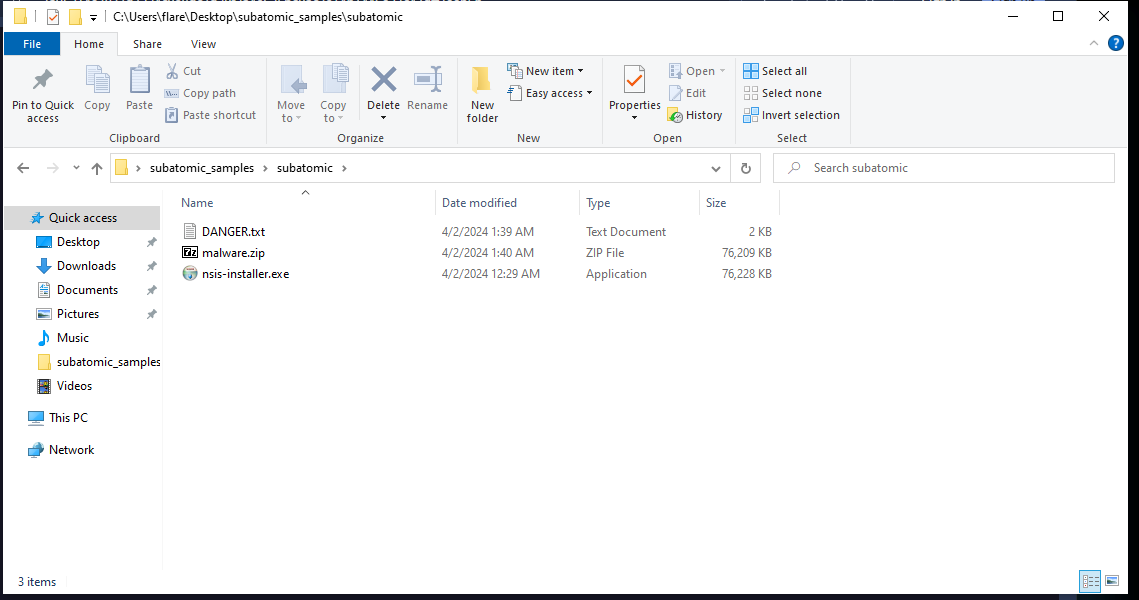 C:\Users\flare\Desktop\subatomic_samples\subatomic
File Home Share View
Pin to Quick access
Copy
Paste
Cut
Copy path
Paste shortcut
Clipboard
Move to
Copy to
Delete
Rename
Organize
New folder
New item
Easy access
New
Properties
Open
Edit
History
Open
Select all
Select none
Invert selection
Select
subatomic_samples subatomic
Search subatomic
Quick access
Desktop
Downloads
Documents
Pictures
Music
subatomic_samples
Videos
This PC
Network
Name Date modified Type Size
DANGER.txt 4/2/2024 1:39 AM Text Document 2 KB
malware.zip 4/2/2024 1:40 AM ZIP File 76,209 KB
nsis-installer.exe 4/2/2024 12:29 AM Application 76,228 KB
3 items